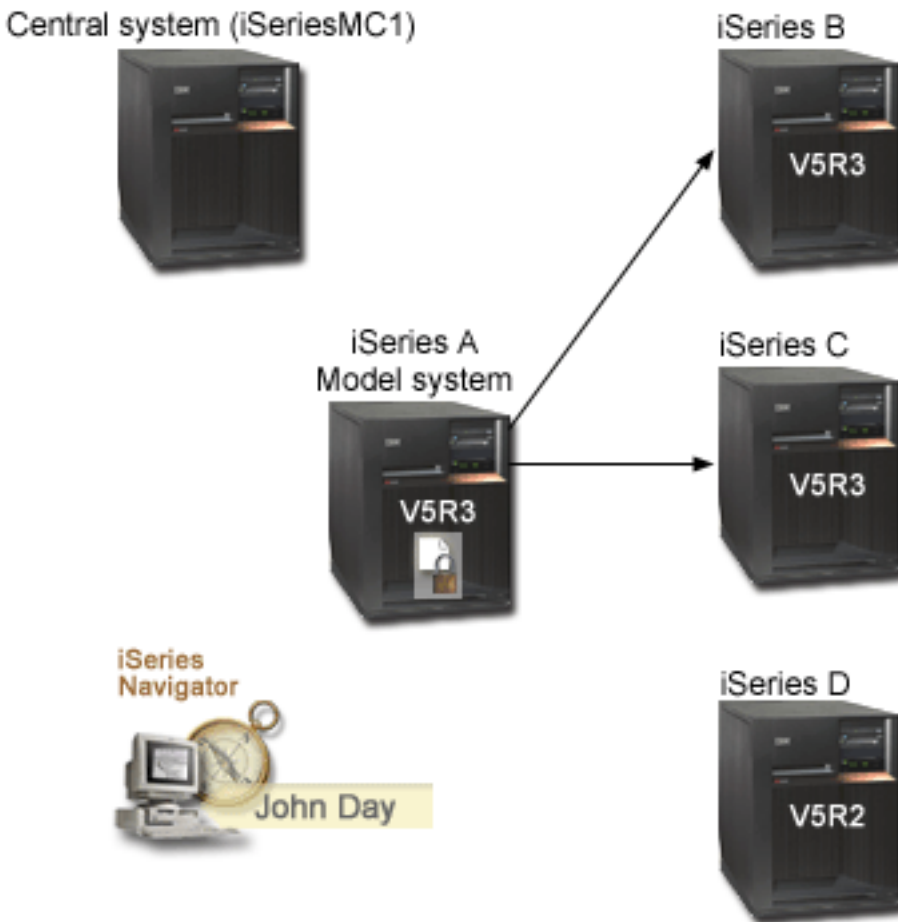 Central system (iSeriesMC1)
iSeries B
V5R3
iSeries A
Model system
V5R3
iSeries C
V5R3
iSeries
Navigator
John Day
iSeries D
V5R2